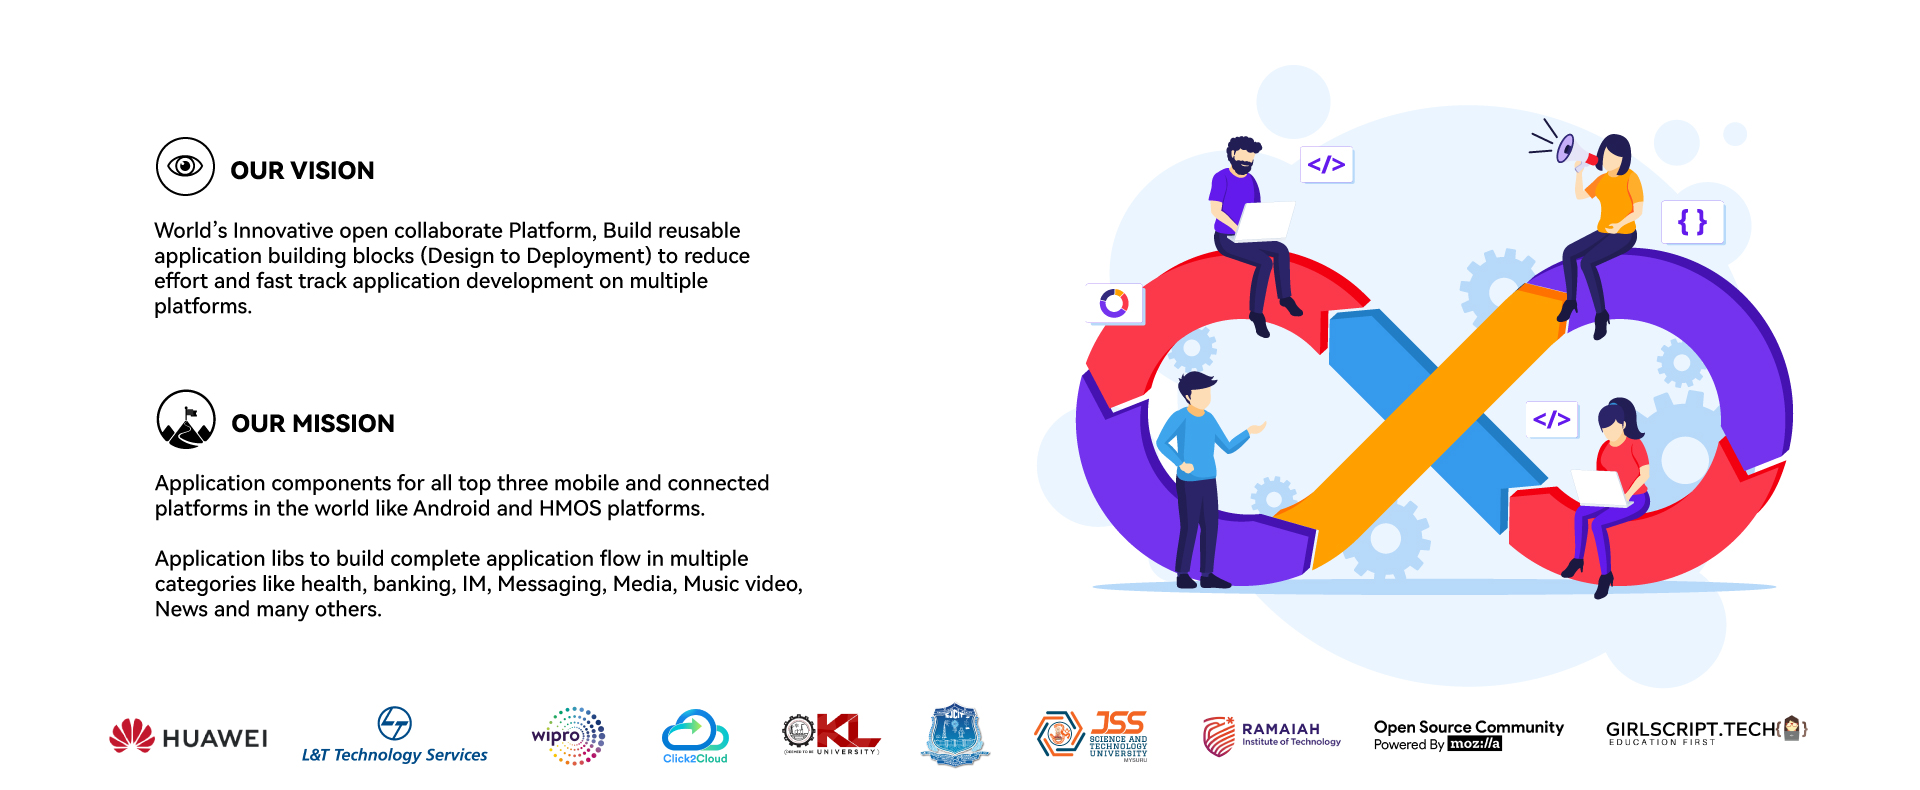 OUR VISION
World's Innovative open collaborate Platform, Build reusable
application building blocks (Design to Deployment) to reduce
effort and fast track application development on multiple
platforms.
OUR MISSION
Application components for all top three mobile and connected
platforms in the world like Android and HMOS platforms.
Application libs to build complete application flow in multiple
categories like health, banking, IM, Messaging, Media, Music video,
News and many others.
</>
{ }
</>
HUAWEI
LT
L&T Technology Services
wipro
Click2Cloud
KL
(DEEMED TO BE UNIVERSITY)
JSS
SCIENCE AND
TECHNOLOGY
UNIVERSITY
MYSURU
RAMAIAH
Institute of Technology
Open Source Community
Powered By moz://a
GIRLSCRIPT.TECH{ }
EDUCATION FIRST